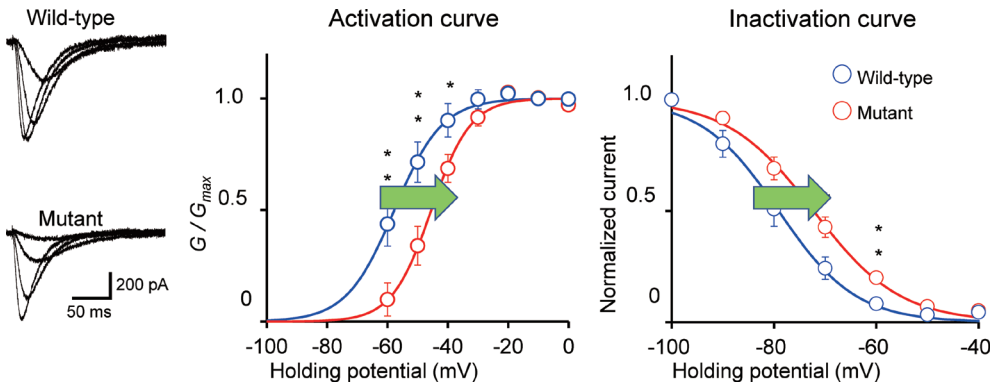 Wild-type
Mutant
200 pA
50 ms
Activation curve
G / Gmax
1.0
0.5
0
* * * * * *
-100 -80 -60 -40 -20 0
Holding potential (mV)
Inactivation curve
Wild-type
Mutant
Normalized current
1.0
0.5
0
* *
-100 -80 -60 -40
Holding potential (mV)